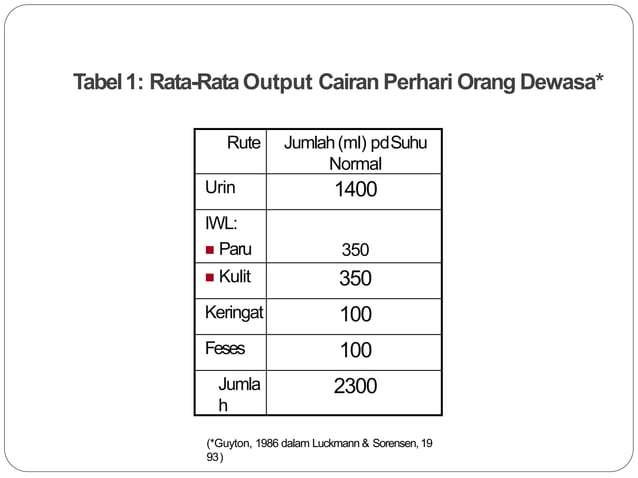 Tabel 1: Rata-Rata Output Cairan Perhari Orang Dewasa*
Rute Jumlah (ml) pd Suhu
Normal
Urin 1400
IWL:
Paru 350
Kulit 350
Keringat 100
Feses 100
Jumla 2300
h
(*Guyton, 1986 dalam Luckmann & Sorensen, 19
93)